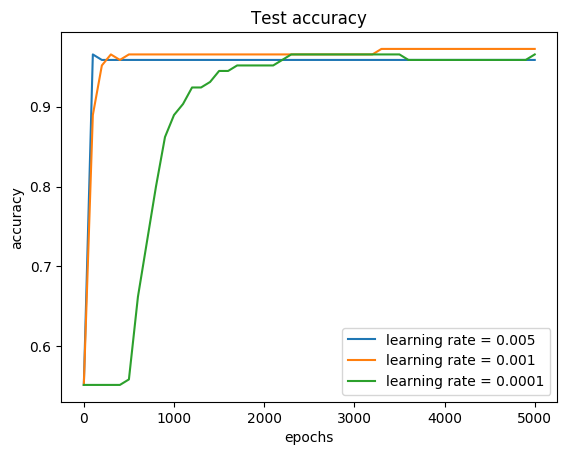 Test accuracy
accuracy
0.9
0.8
0.7
0.6
learning rate = 0.005
learning rate = 0.001
learning rate = 0.0001
0
1000
2000
3000
4000
5000
epochs